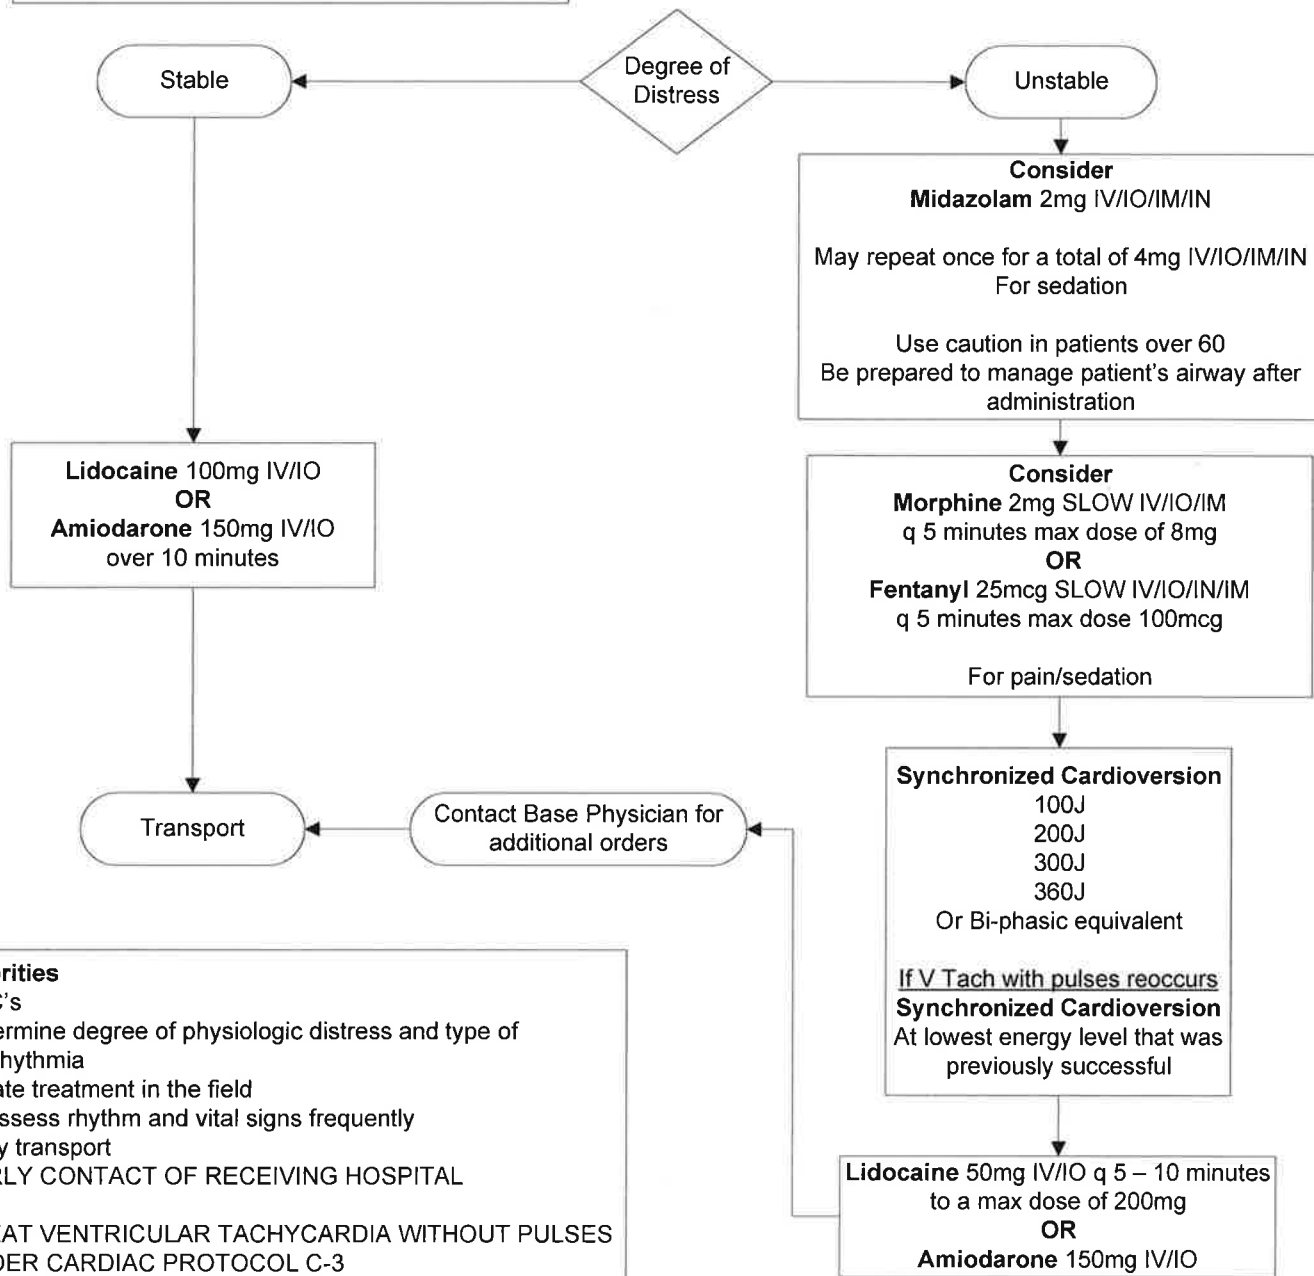 Degree of
Distress
Stable
Unstable
Consider
Midazolam 2mg IV/IO/IM/IN
May repeat once for a total of 4mg IV/IO/IM/IN
For sedation
Use caution in patients over 60
Be prepared to manage patient's airway after
administration
Lidocaine 100mg IV/IO
OR
Amiodarone 150mg IV/IO
over 10 minutes
Consider
Morphine 2mg SLOW IV/IO/IM
q 5 minutes max dose of 8mg
OR
Fentanyl 25mcg SLOW IV/IO/IN/IM
q 5 minutes max dose 100mcg
For pain/sedation
Synchronized Cardioversion
100J
200J
300J
360J
Or Bi-phasic equivalent
If V Tach with pulses reoccurs
Synchronized Cardioversion
At lowest energy level that was
previously successful
Transport
Contact Base Physician for
additional orders
Lidocaine 50mg IV/IO q 5 – 10 minutes
to a max dose of 200mg
OR
Amiodarone 150mg IV/IO
degree of physiologic distress and type of
treatment in the field
rhythm and vital signs frequently
transport
CONTACT OF RECEIVING HOSPITAL
VENTRICULAR TACHYCARDIA WITHOUT PULSES
CARDIAC PROTOCOL C-3